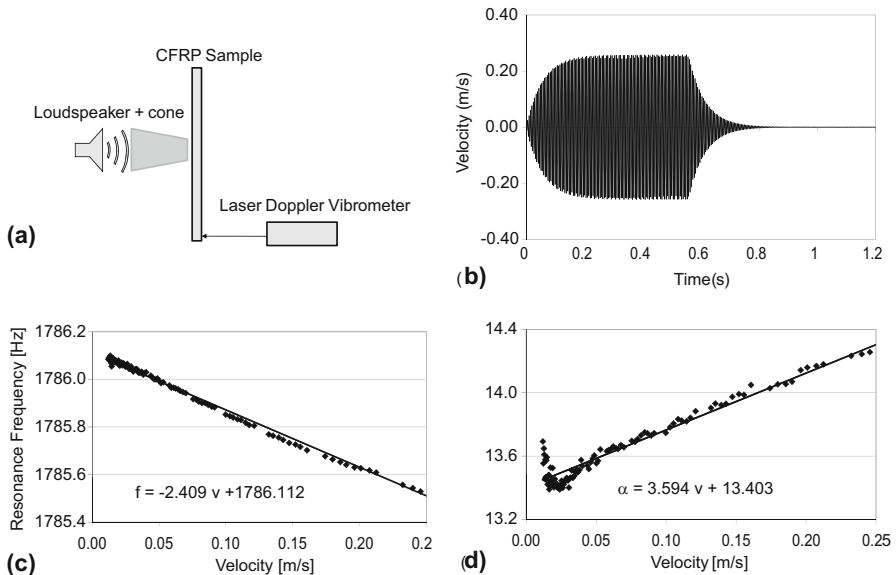 CFRP Sample
Loudspeaker + cone
Laser Doppler Vibrometer
(a)
0.40
0.20
0.00
-0.20
-0.40
Velocity (m/s)
0 0.2 0.4 0.6 0.8 1 1.2
Time(s)
(b)
1786.2
1786.0
1785.8
1785.6
1785.4
Resonance Frequency [Hz]
f = -2.409 v +1786.112
0.00 0.05 0.10 0.15 0.20 0.2
Velocity [m/s]
(c)
14.4
14.0
13.6
13.2
α = 3.594 v + 13.403
0.00 0.05 0.10 0.15 0.20 0.25
Velocity [m/s]
(d)